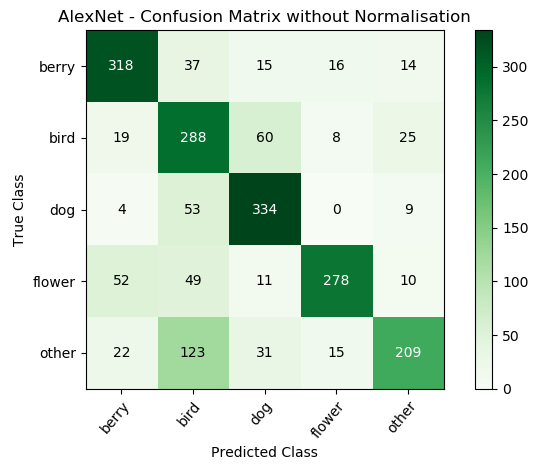 AlexNet - Confusion Matrix without Normalisation
berry 318 37 15 16 14
bird 19 288 60 8 25
dog 4 53 334 0 9
flower 52 49 11 278 10
other 22 123 31 15 209
berry bird dog flower other
True Class
Predicted Class
300
250
200
150
100
50
0